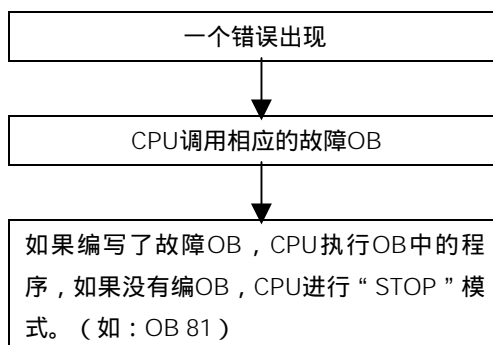 一个错误出现
CPU调用相应的故障OB
如果编写了故障OB，CPU执行OB中的程
序，如果没有编OB，CPU进行“STOP”模
式。（如：OB 81）